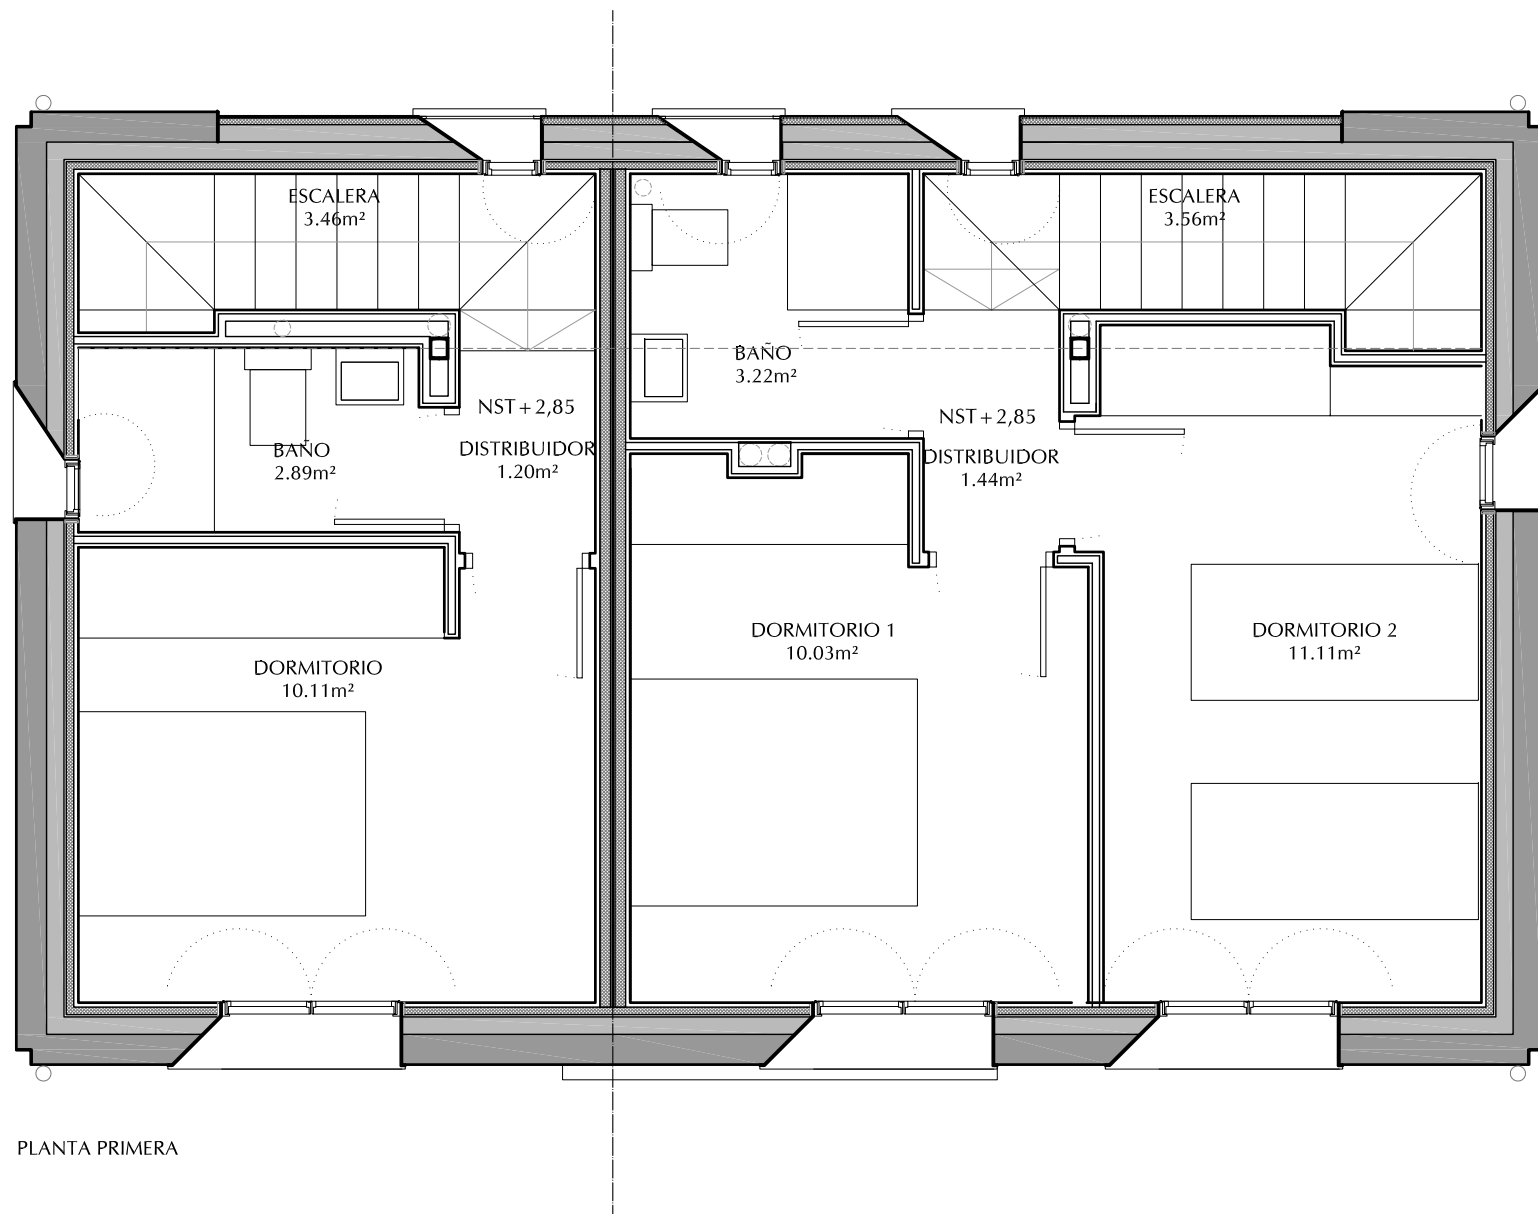 ESCALERA
3.46m²
ESCALERA
3.56m²
BAÑO
3.22m²
NST+2,85
NST+2,85
BAÑO
2.89m²
DISTRIBUIDOR
1.20m²
DISTRIBUIDOR
1.44m²
DORMITORIO 1
10.03m²
DORMITORIO 2
11.11m²
DORMITORIO
10.11m²
PLANTA PRIMERA